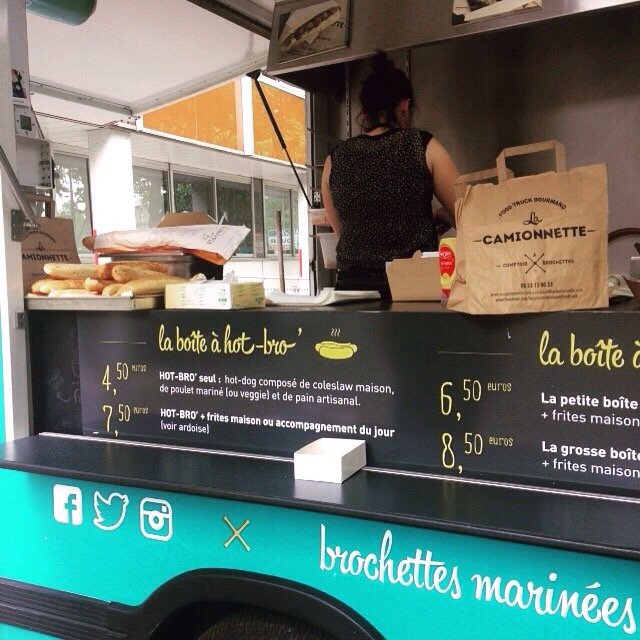 FOOD TRUCK GOURMAND
La
CAMIONNETTE
COMPTOIR BROCHETTES
la boîte à hot-bro'
4,50 euros
HOT-BRO' seul : hot-dog composé de coleslaw maison,
de poulet mariné (ou veggie) et de pain artisanal.
7,50 euros
HOT-BRO' + frites maison ou accompagnement du jour
(voir ardoise)
la boîte à
6,50 euros
La petite boîte
+ frites maison
8,50 euros
La grosse boîte
+ frites maison
brochettes marinées